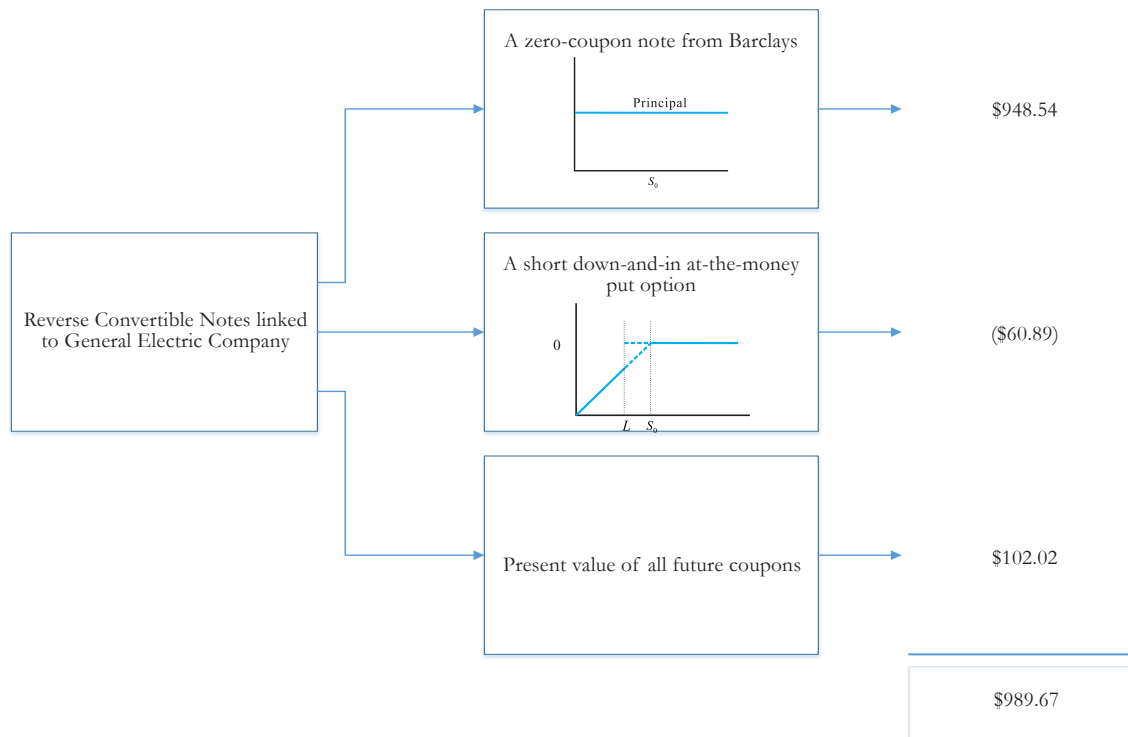 A zero-coupon note from Barclays
Principal
S₀
$948.54
Reverse Convertible Notes linked
to General Electric Company
A short down-and-in at-the-money
put option
0
L S₀
($60.89)
Present value of all future coupons
$102.02
$989.67